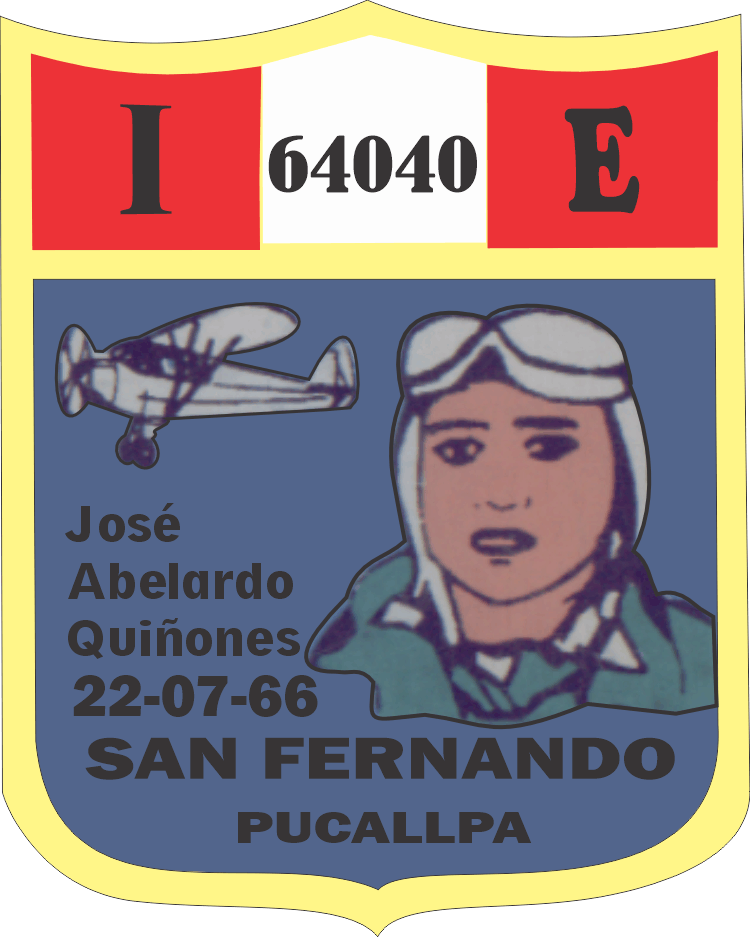 I 64040 E
José
Abelardo
Quiñones
22-07-66
SAN FERNANDO
PUCALLPA